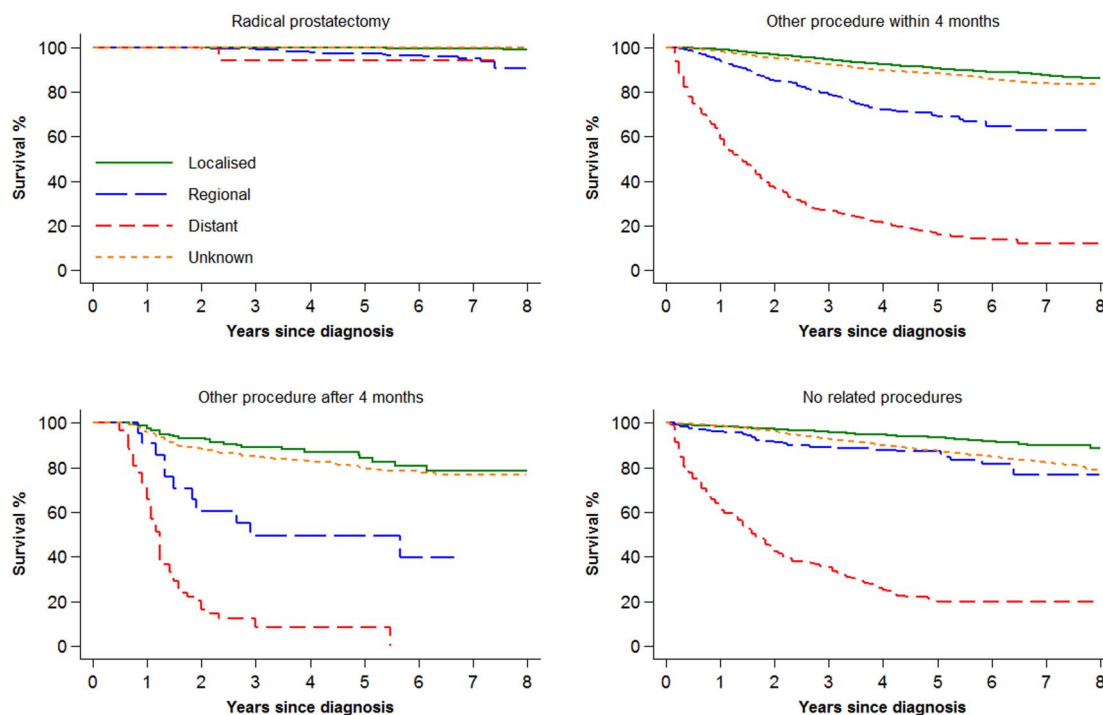 Radical prostatectomy
100
80
60
40
20
0
Survival %
Localised
Regional
Distant
Unknown
0 1 2 3 4 5 6 7 8
Years since diagnosis
Other procedure within 4 months
100
80
60
40
20
0
Survival %
0 1 2 3 4 5 6 7 8
Years since diagnosis
Other procedure after 4 months
100
80
60
40
20
0
Survival %
0 1 2 3 4 5 6 7 8
Years since diagnosis
No related procedures
100
80
60
40
20
0
Survival %
0 1 2 3 4 5 6 7 8
Years since diagnosis